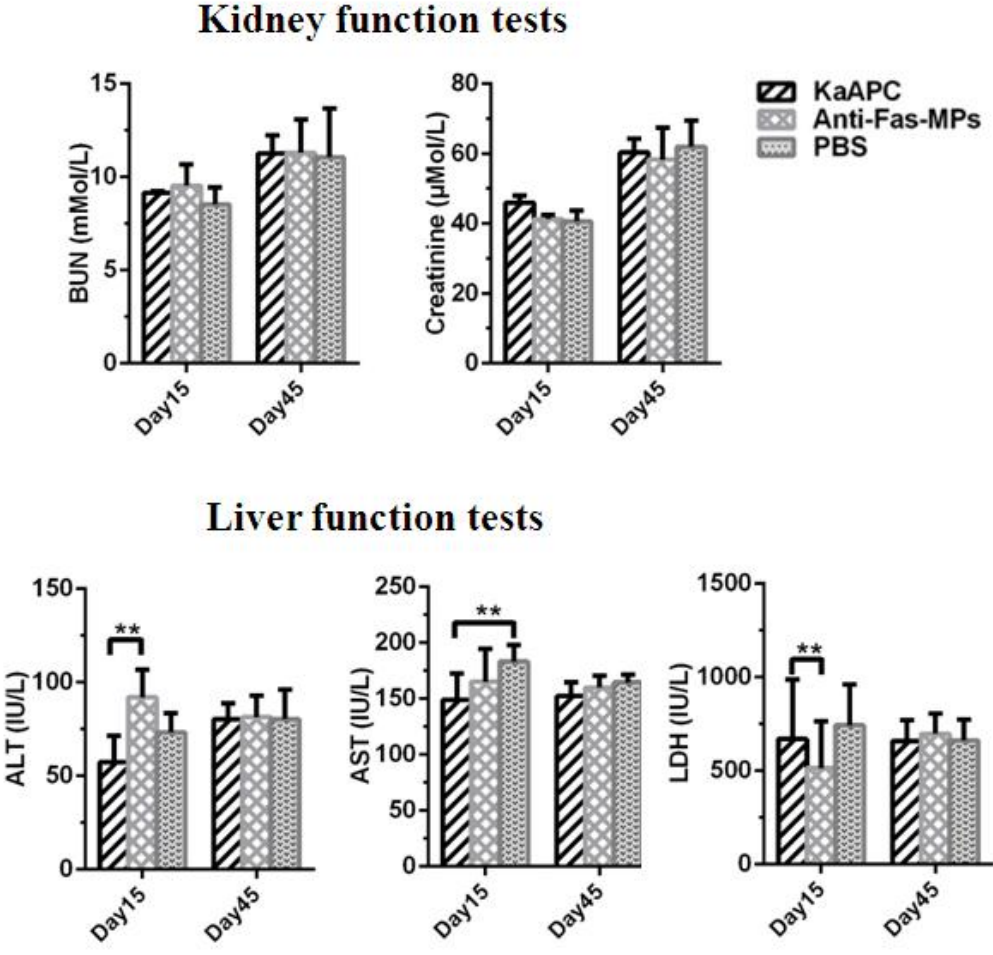 Kidney function tests
BUN (mMol/L)
15
10
5
0
Day15
Day45
Creatinine (µMol/L)
80
60
40
20
0
Day15
Day45
KaAPC
Anti-Fas-MPs
PBS
Liver function tests
ALT (IU/L)
150
100
50
0
**
Day15
Day45
AST (IU/L)
250
200
150
100
50
0
**
Day15
Day45
LDH (IU/L)
1500
1000
500
0
**
Day15
Day45